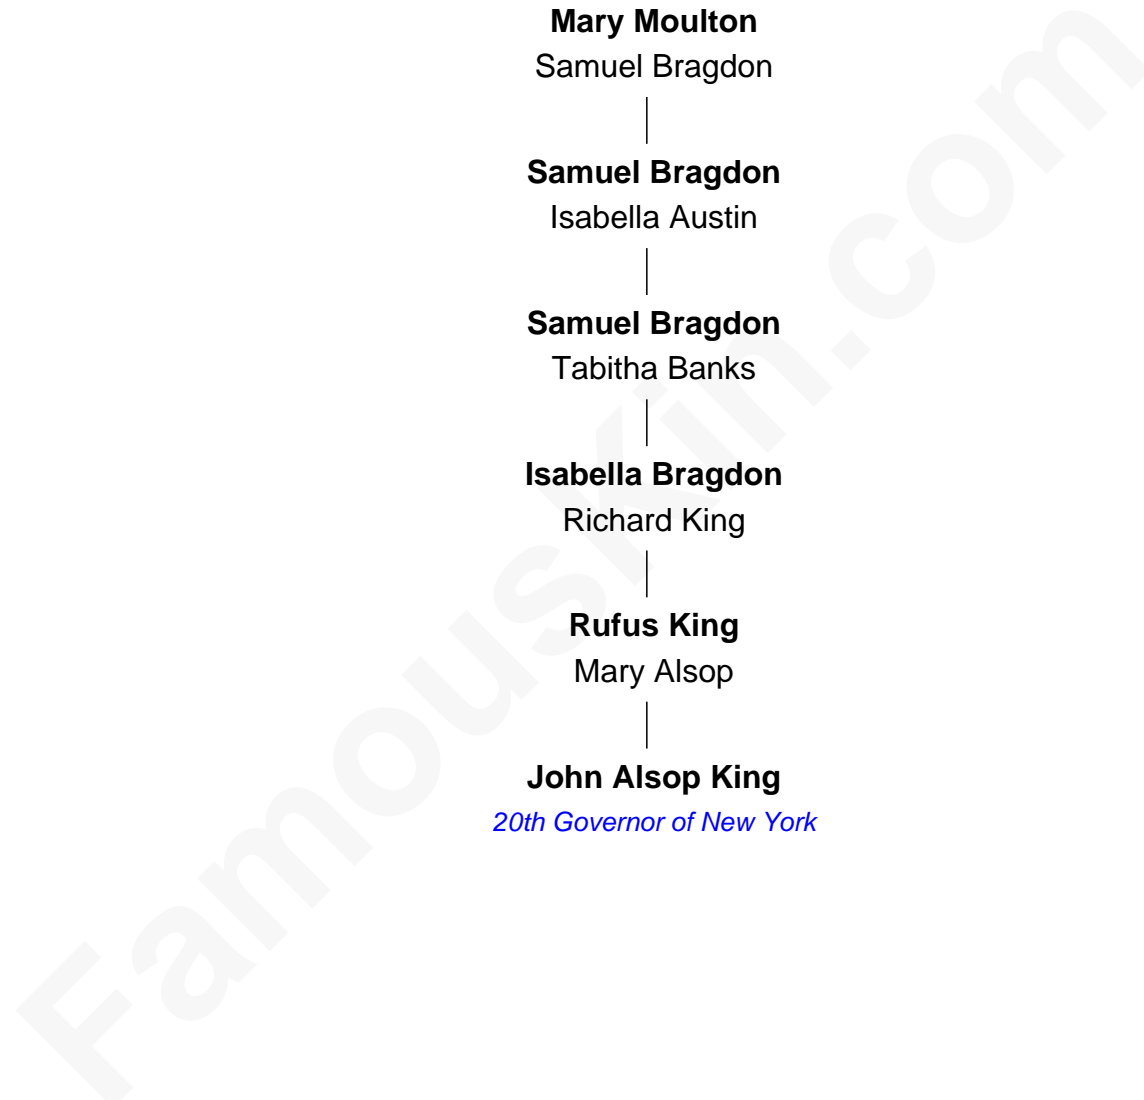 Mary Moulton
Samuel Bragdon
Samuel Bragdon
Isabella Austin
Samuel Bragdon
Tabitha Banks
Isabella Bragdon
Richard King
Rufus King
Mary Alsop
John Alsop King
20th Governor of New York
FamousKin.com